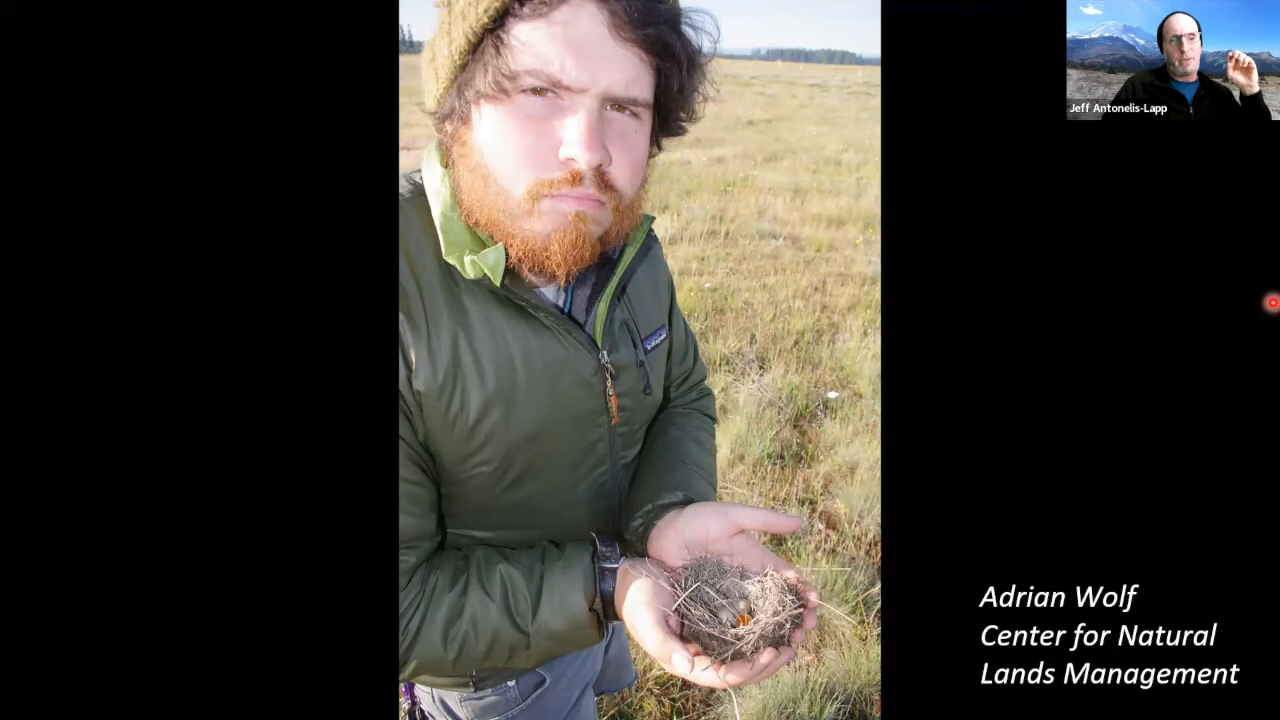 Jeff Antonelis-Lapp
Adrian Wolf
Center for Natural
Lands Management